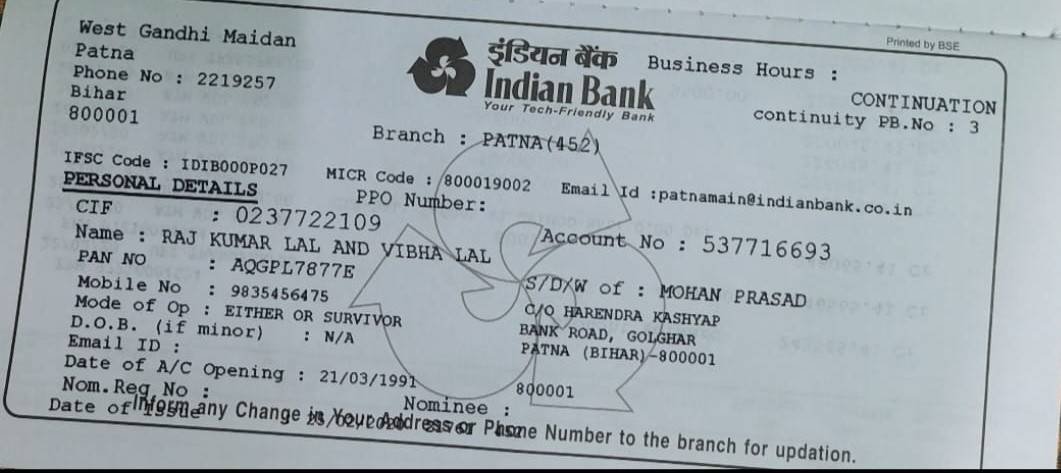 Printed by BSE
West Gandhi Maidan
Patna
Phone No : 2219257
Bihar
800001
इंडियन बैंक
Indian Bank
Your Tech-Friendly Bank
Business Hours :
CONTINUATION
continuity PB.No : 3
Branch : PATNA(452)
IFSC Code : IDIB000P027 MICR Code : 800019002 Email Id :patnamain@indianbank.co.in
PERSONAL DETAILS PPO Number:
CIF : 0237722109 Account No : 537716693
Name : RAJ KUMAR LAL AND VIBHA LAL
PAN NO : AQGPL7877E S/D/W of : MOHAN PRASAD
Mobile No : 9835456475 C/O HARENDRA KASHYAP
Mode of Op : EITHER OR SURVIVOR BANK ROAD, GOLGHAR
D.O.B. (if minor) : N/A PATNA (BIHAR)-800001
Email ID :
Date of A/C Opening : 21/03/1991 800001
Nom.Reg No : Nominee :
Date of Issue
Inform any Change in Your Address or Phone Number to the branch for updation.